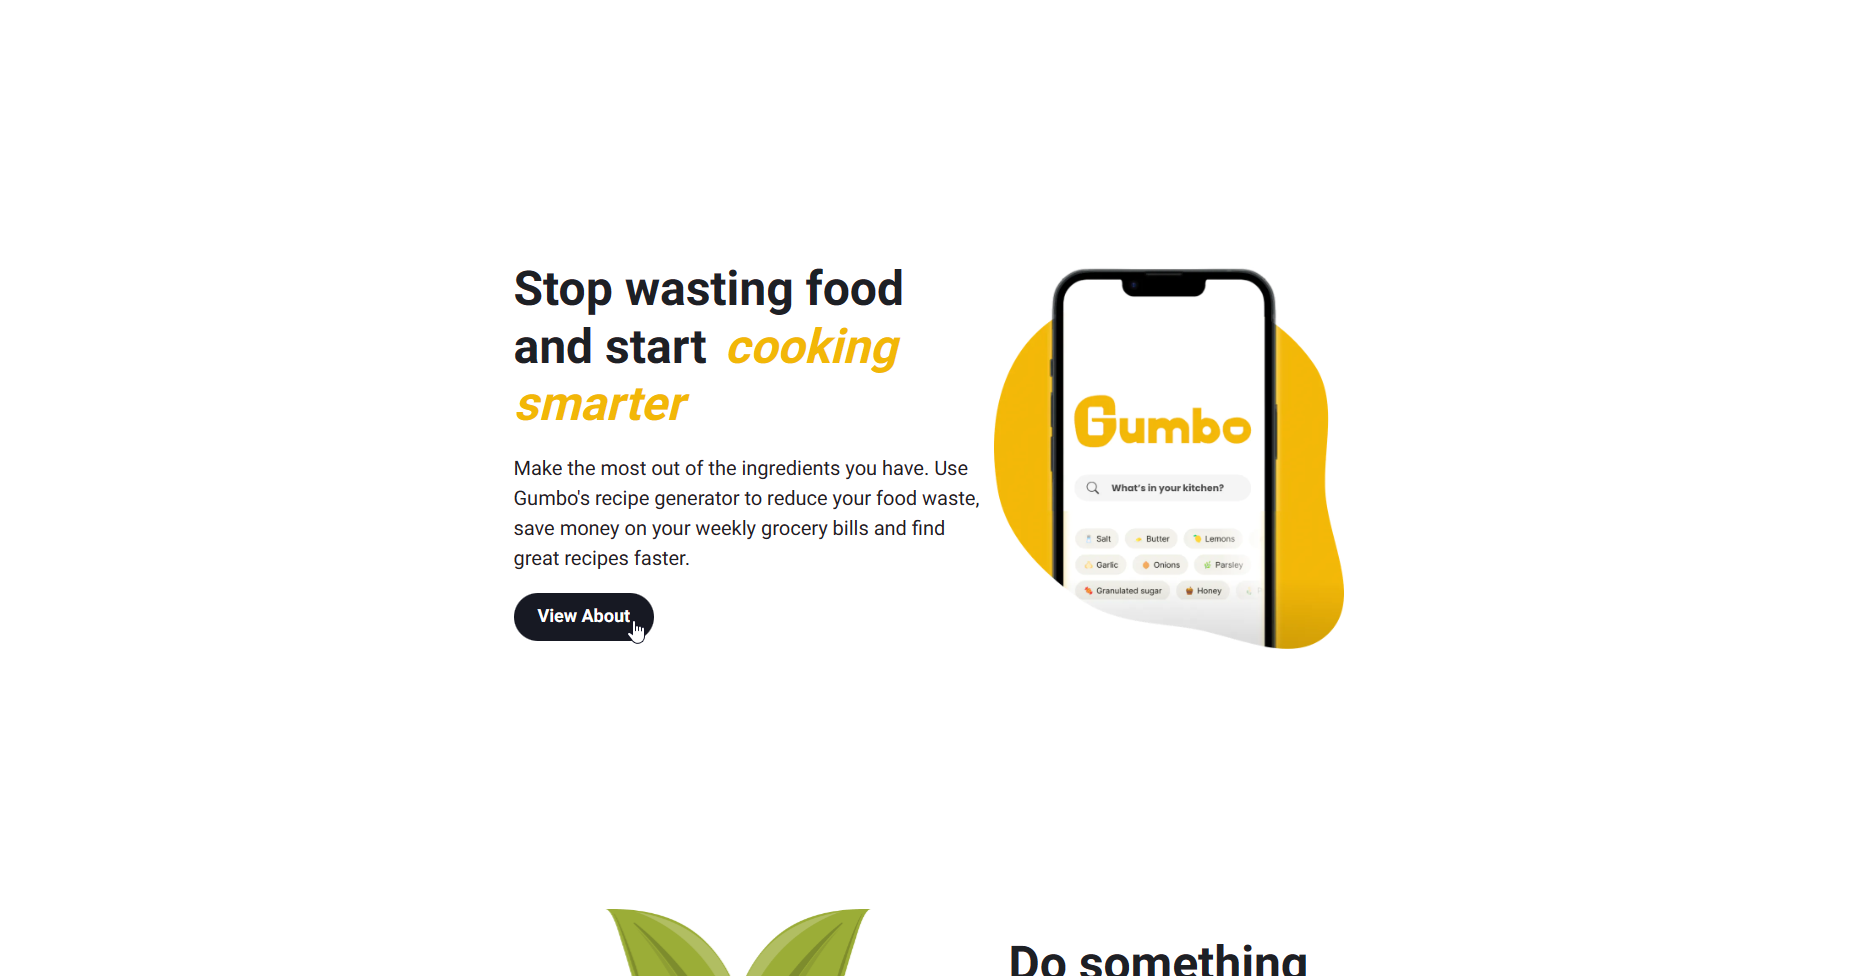 Stop wasting food
and start cooking
smarter
Make the most out of the ingredients you have. Use
Gumbo's recipe generator to reduce your food waste,
save money on your weekly grocery bills and find
great recipes faster.
View About
Gumbo
What's in your kitchen?
Salt Butter Lemons
Garlic Onions Parsley
Granulated sugar Honey
Do something